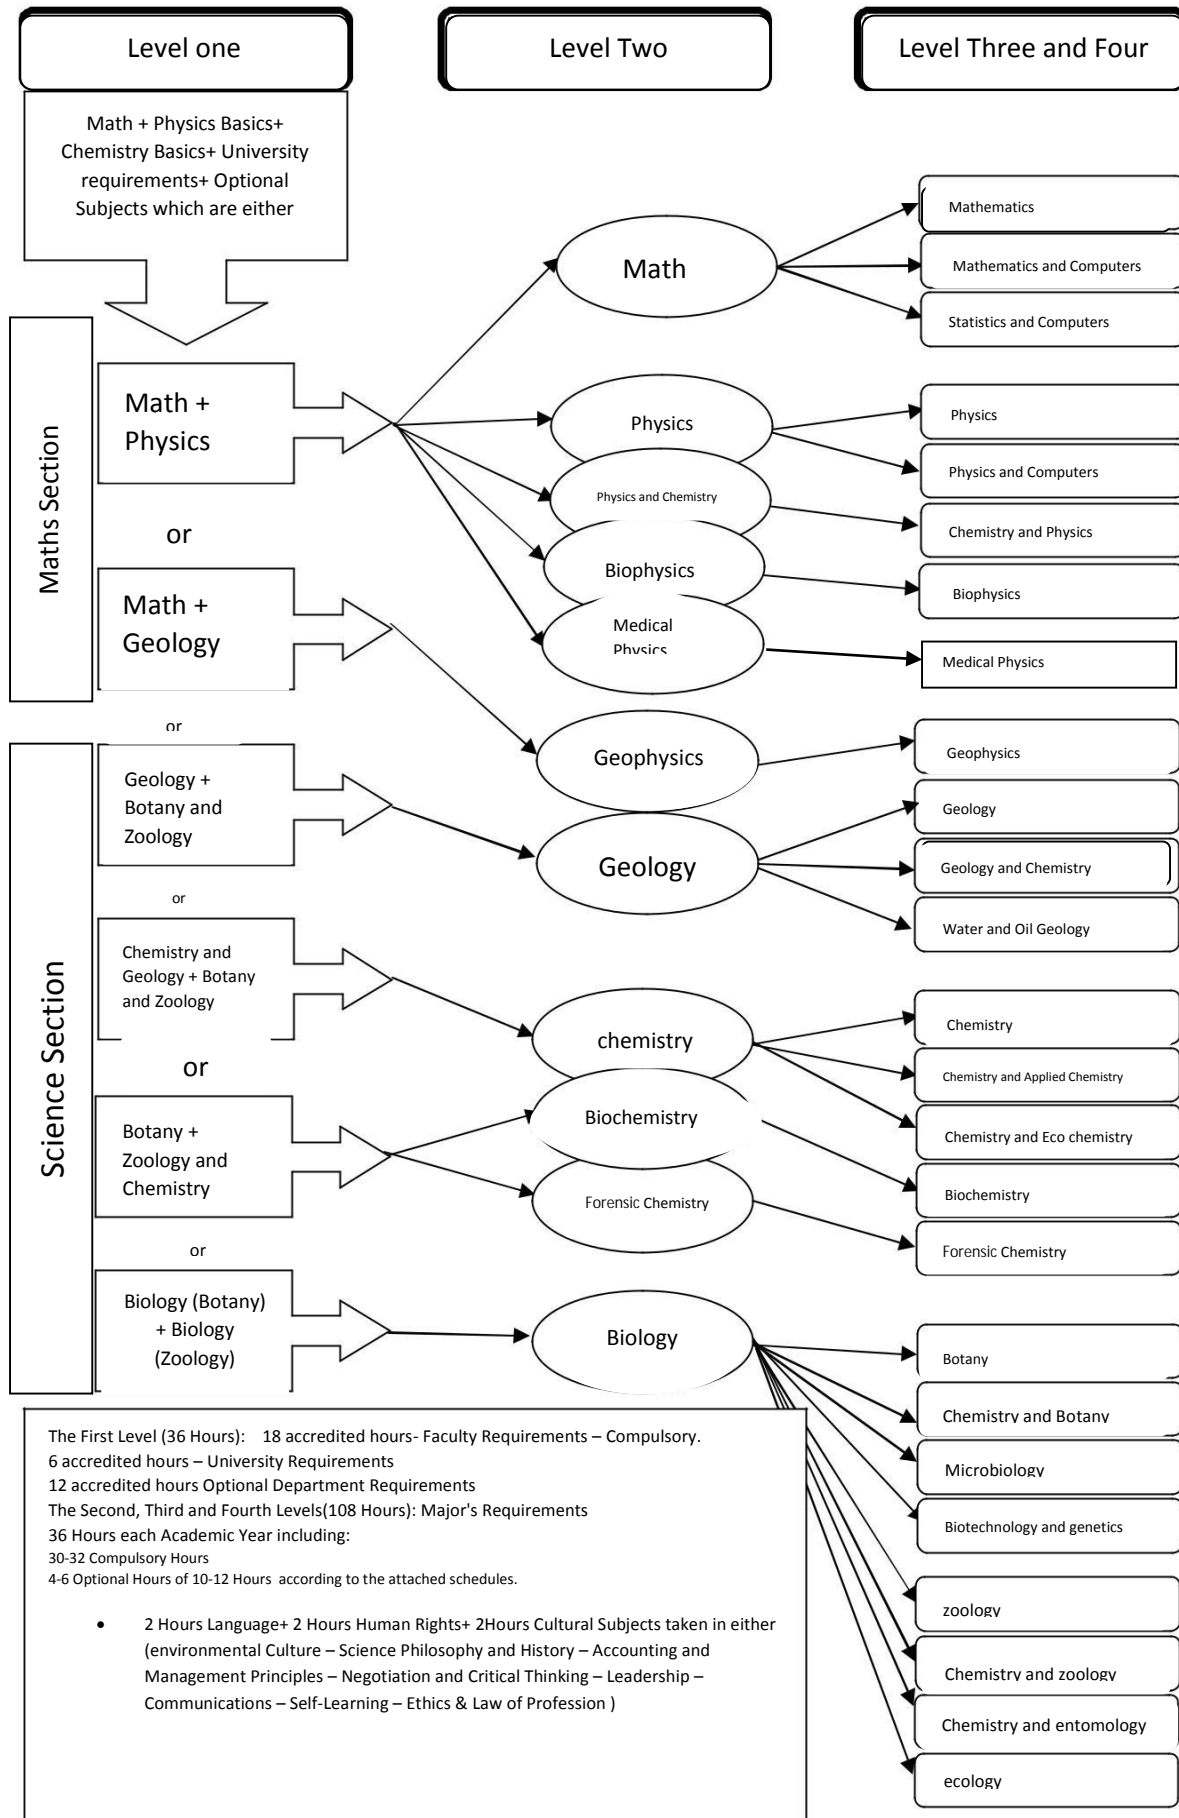 Level one
Level Two
Level Three and Four
Math + Physics Basics+
Chemistry Basics+ University
requirements+ Optional
Subjects which are either
Maths Section
Math +
Physics
or
Math +
Geology
or
Science Section
Geology +
Botany and
Zoology
or
Chemistry and
Geology + Botany
and Zoology
or
Botany +
Zoology and
Chemistry
or
Biology (Botany)
+ Biology
(Zoology)
Math
Physics
Physics and Chemistry
Biophysics
Medical
Physics
Geophysics
Geology
chemistry
Biochemistry
Forensic Chemistry
Biology
Mathematics
Mathematics and Computers
Statistics and Computers
Physics
Physics and Computers
Chemistry and Physics
Biophysics
Medical Physics
Geophysics
Geology
Geology and Chemistry
Water and Oil Geology
Chemistry
Chemistry and Applied Chemistry
Chemistry and Eco chemistry
Biochemistry
Forensic Chemistry
Botany
Chemistry and Botany
Microbiology
Biotechnology and genetics
zoology
Chemistry and zoology
Chemistry and entomology
ecology
The First Level (36 Hours): 18 accredited hours- Faculty Requirements – Compulsory.
6 accredited hours – University Requirements
12 accredited hours Optional Department Requirements
The Second, Third and Fourth Levels(108 Hours): Major's Requirements
36 Hours each Academic Year including:
30-32 Compulsory Hours
4-6 Optional Hours of 10-12 Hours according to the attached schedules.
• 2 Hours Language+ 2 Hours Human Rights+ 2Hours Cultural Subjects taken in either
(environmental Culture – Science Philosophy and History – Accounting and
Management Principles – Negotiation and Critical Thinking – Leadership –
Communications – Self-Learning – Ethics & Law of Profession )